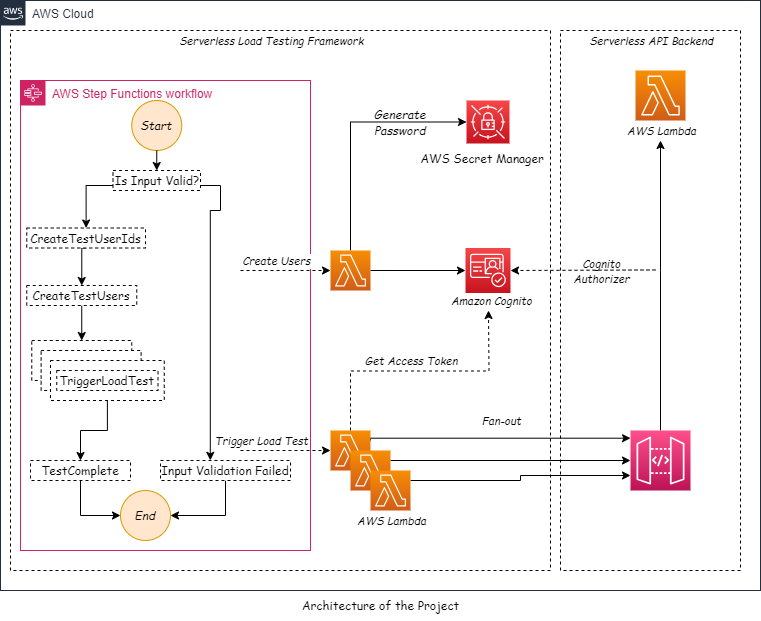 aws
AWS Cloud
Serverless Load Testing Framework
Serverless API Backend
AWS Step Functions workflow
Start
Is Input Valid?
CreateTestUserIds
CreateTestUsers
TriggerLoadTest
TestComplete
Input Validation Failed
End
Generate
Password
AWS Secret Manager
Create Users
Amazon Cognito
Cognito
Authorizer
AWS Lambda
Get Access Token
Trigger Load Test
Fan-out
</>
AWS Lambda
Architecture of the Project